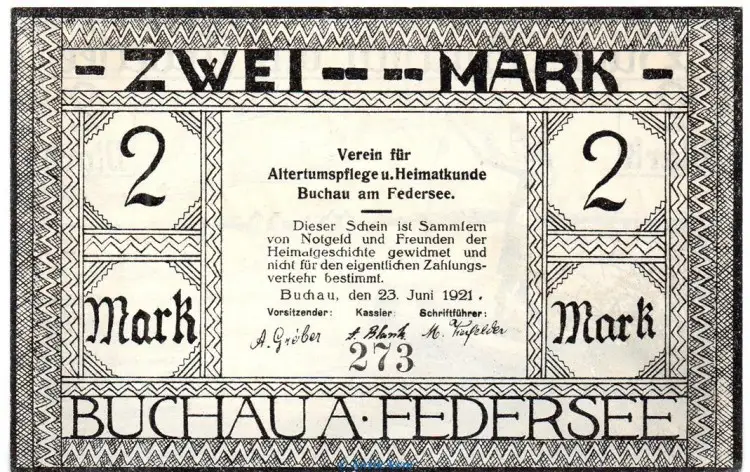 - ZWEI - - - MARK -
2
2
Verein für
Altertumspflege u. Heimatkunde
Buchau am Federsee.
Dieser Schein ist Sammlern
von Notgeld und Freunden der
Heimatgeschichte gewidmet und
nicht für den eigentlichen Zahlungs-
verkehr bestimmt.
Buchau, den 23. Juni 1921.
Vorsitzender: Kassier: Schriftführer:
A. Gröber
M.
273
Mark
Mark
BUCHAU A. FEDERSEE